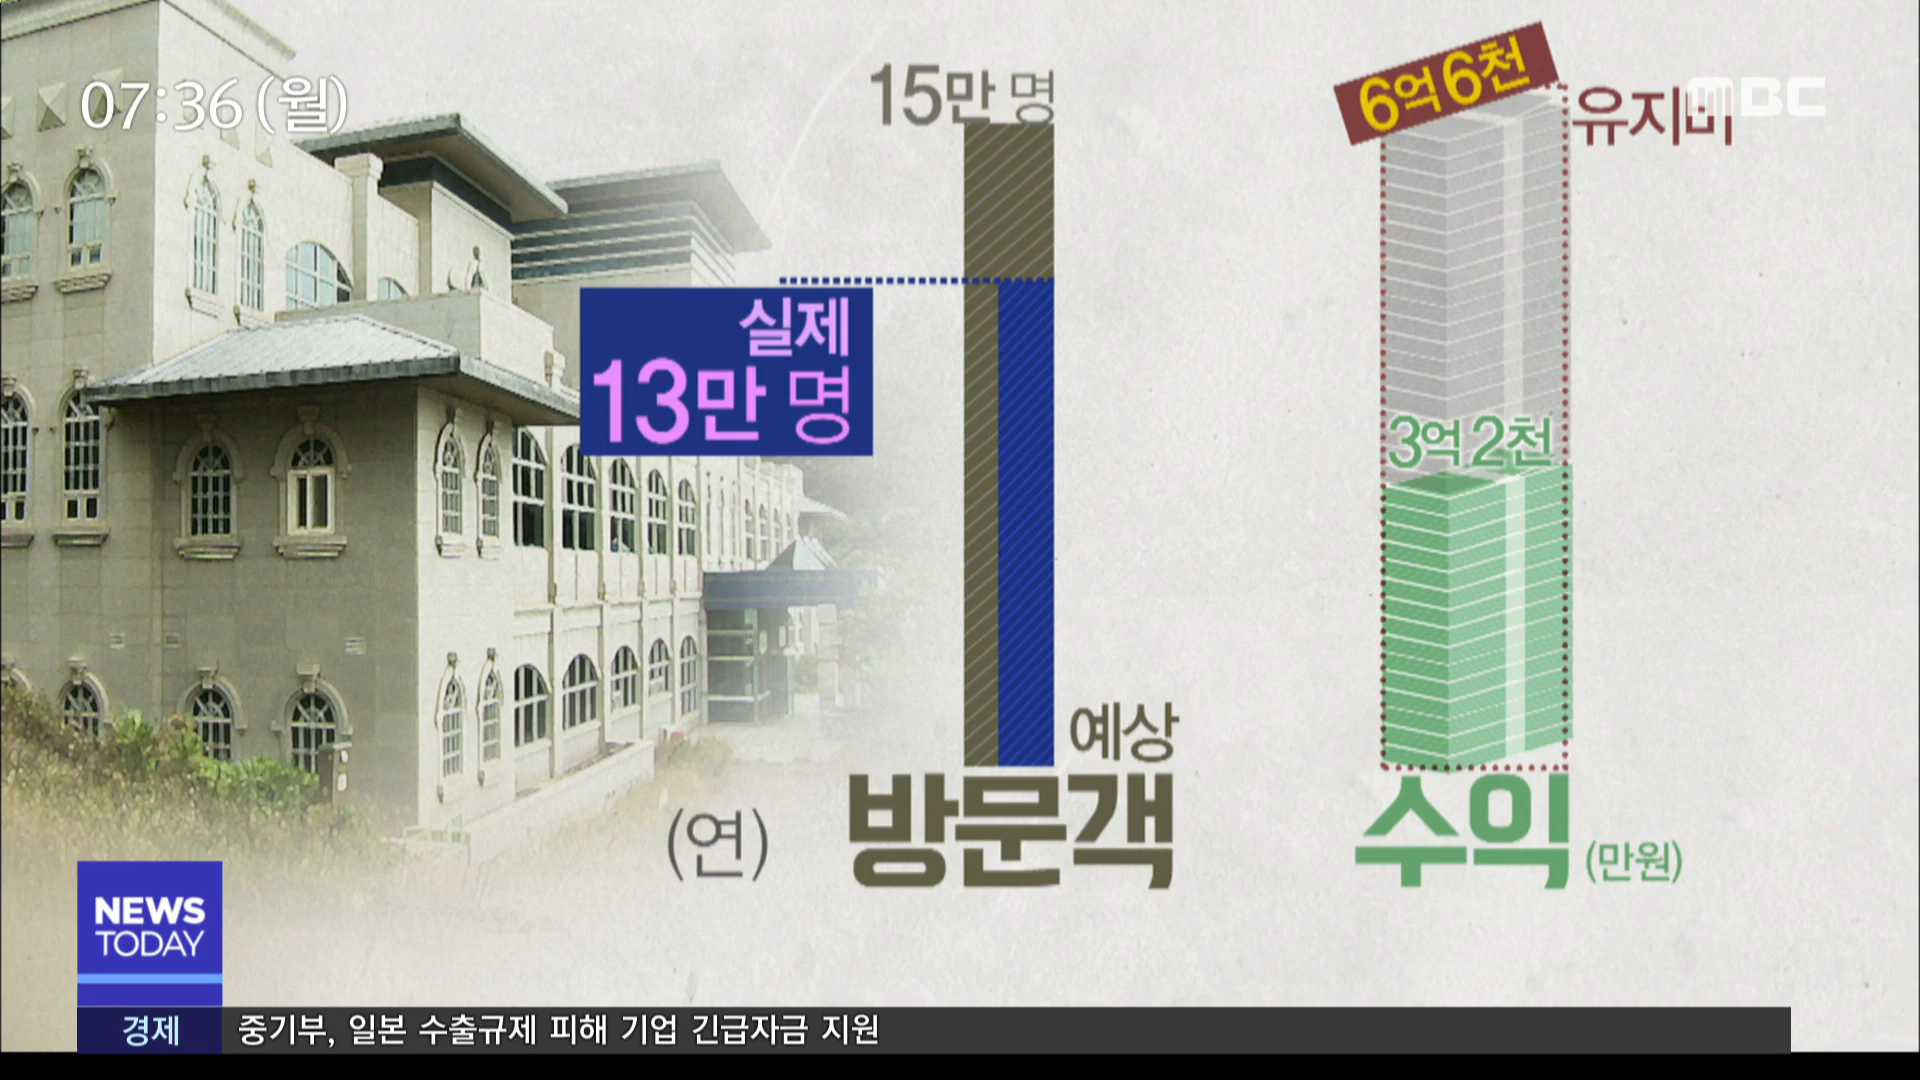 07:36 (월)
MBC
15만 명
6억 6천
유지비
실제
13만 명
3억 2천
예상
(연) 방문객
수익 (만원)
NEWS
TODAY
경제 중기부, 일본 수출규제 피해 기업 긴급자금 지원